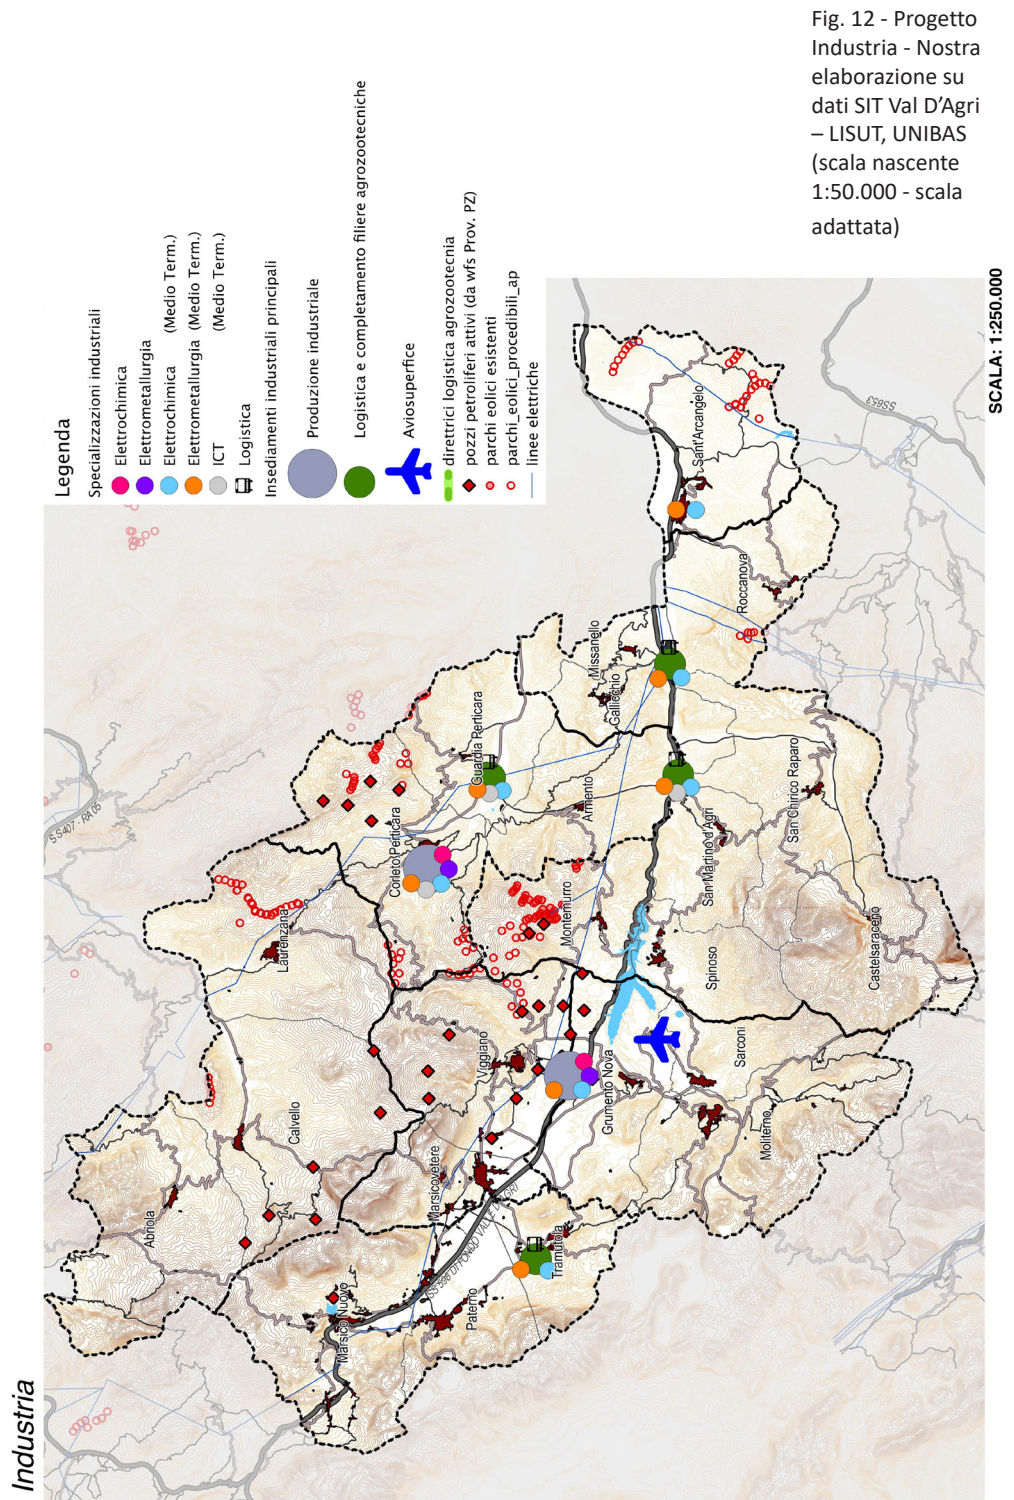 Fig. 12 - Progetto
Industria - Nostra
elaborazione su
dati SIT Val D'Agri
– LISUT, UNIBAS
(scala nascente
1:50.000 - scala
adattata)
Industria
Legenda
Specializzazioni industriali
Elettrochimica
Elettrometallurgia
Elettrochimica (Medio Term.)
Elettrometallurgia (Medio Term.)
ICT (Medio Term.)
Logistica
Insediamenti industriali principali
Produzione industriale
Logistica e completamento filiere agrozootecniche
Aviosuperfice
direttrici logistica agrozootecnia
pozzi petroliferi attivi (da wfs Prov. PZ)
parchi eolici esistenti
parchi_eolici_procedibili_ap
linee elettriche
SS407 - RA05
Laurenzana
Corleto Perticara
Guardia Perticara
Missanello
Gallicchio
Armento
Montemurro
Calvello
Abriola
Viggiano
Marsicovetere
Marsico Nuovo
Paterno
Tramutola
Grumento Nova
Sarconi
Moliterno
Spinoso
San Martino d'Agri
San Chirico Raparo
Castelsaraceno
Roccanova
Sant'Arcangelo
SS653
SCALA: 1:250.000